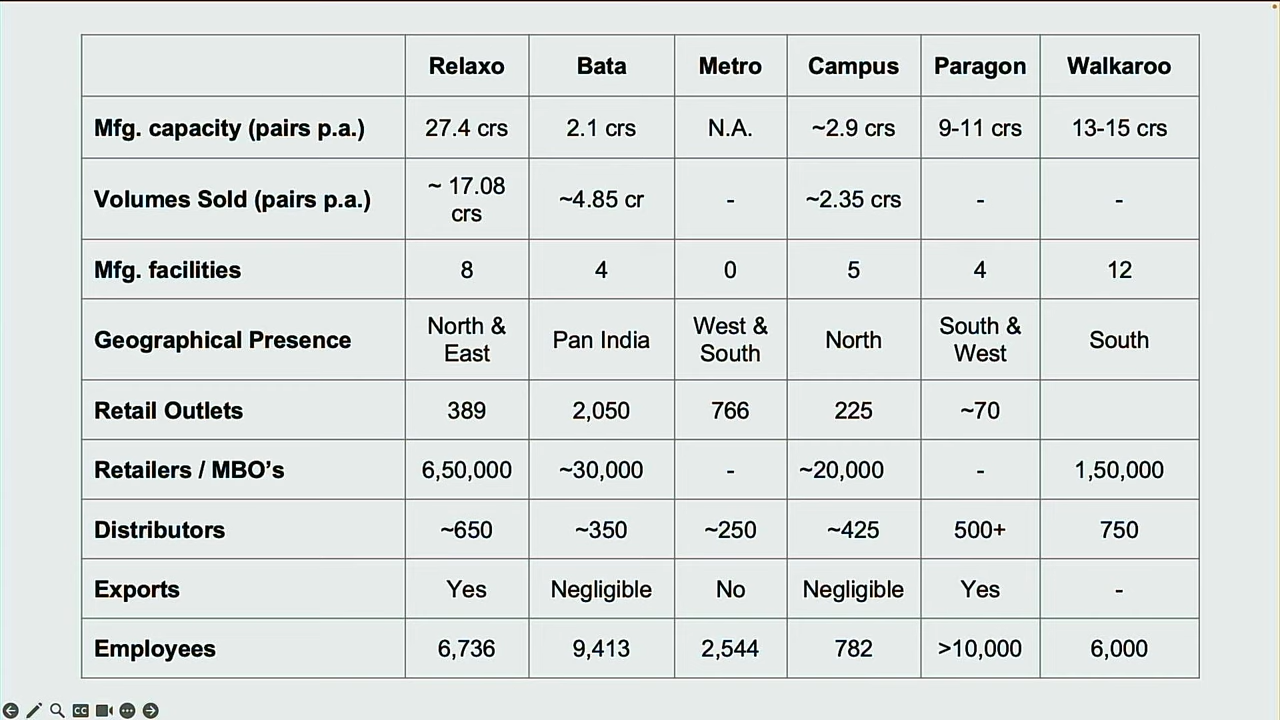 Relaxo Bata Metro Campus Paragon Walkaroo
Mfg. capacity (pairs p.a.) 27.4 crs 2.1 crs N.A. ~2.9 crs 9-11 crs 13-15 crs
Volumes Sold (pairs p.a.) ~ 17.08 crs ~4.85 cr - ~2.35 crs - -
Mfg. facilities 8 4 0 5 4 12
Geographical Presence North & East Pan India West & South North South & West South
Retail Outlets 389 2,050 766 225 ~70
Retailers / MBO’s 6,50,000 ~30,000 - ~20,000 - 1,50,000
Distributors ~650 ~350 ~250 ~425 500+ 750
Exports Yes Negligible No Negligible Yes -
Employees 6,736 9,413 2,544 782 >10,000 6,000
CC